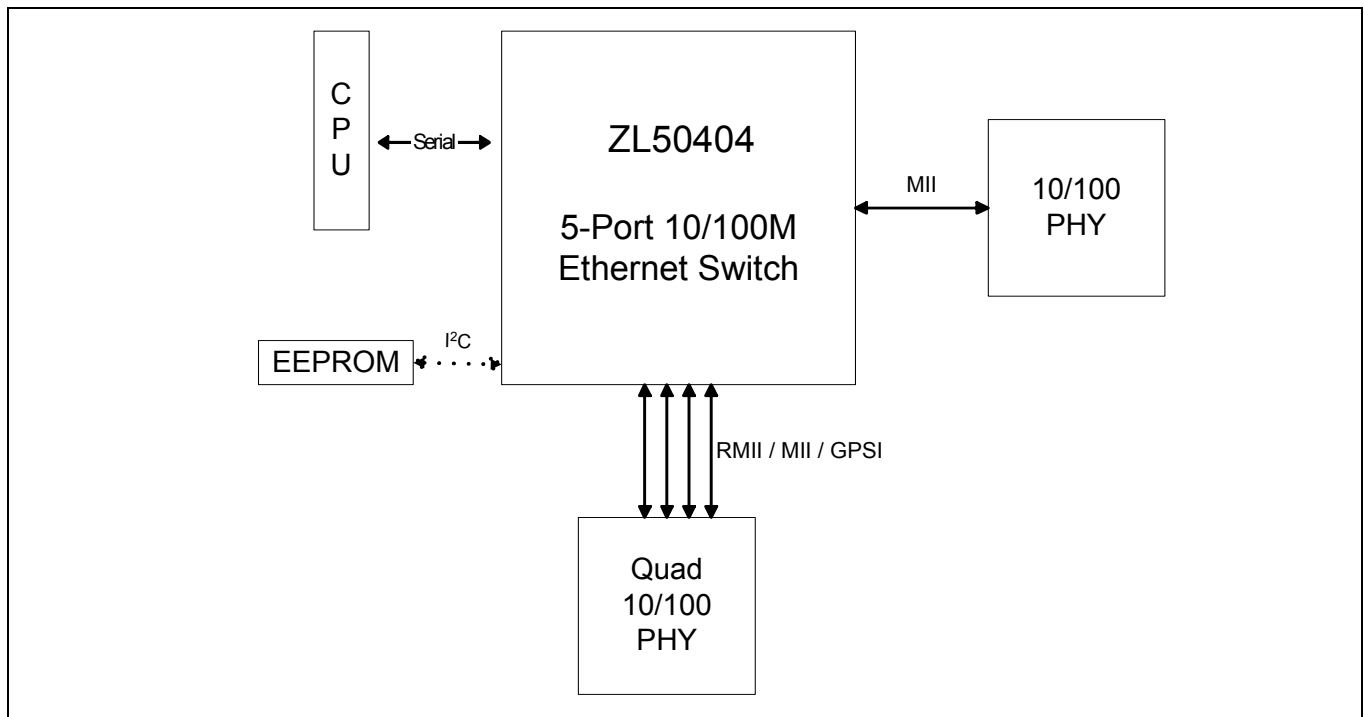 C
P
U
Serial
ZL50404
5-Port 10/100M
Ethernet Switch
MII
10/100
PHY
EEPROM
I²C
RMII / MII / GPSI
Quad
10/100
PHY